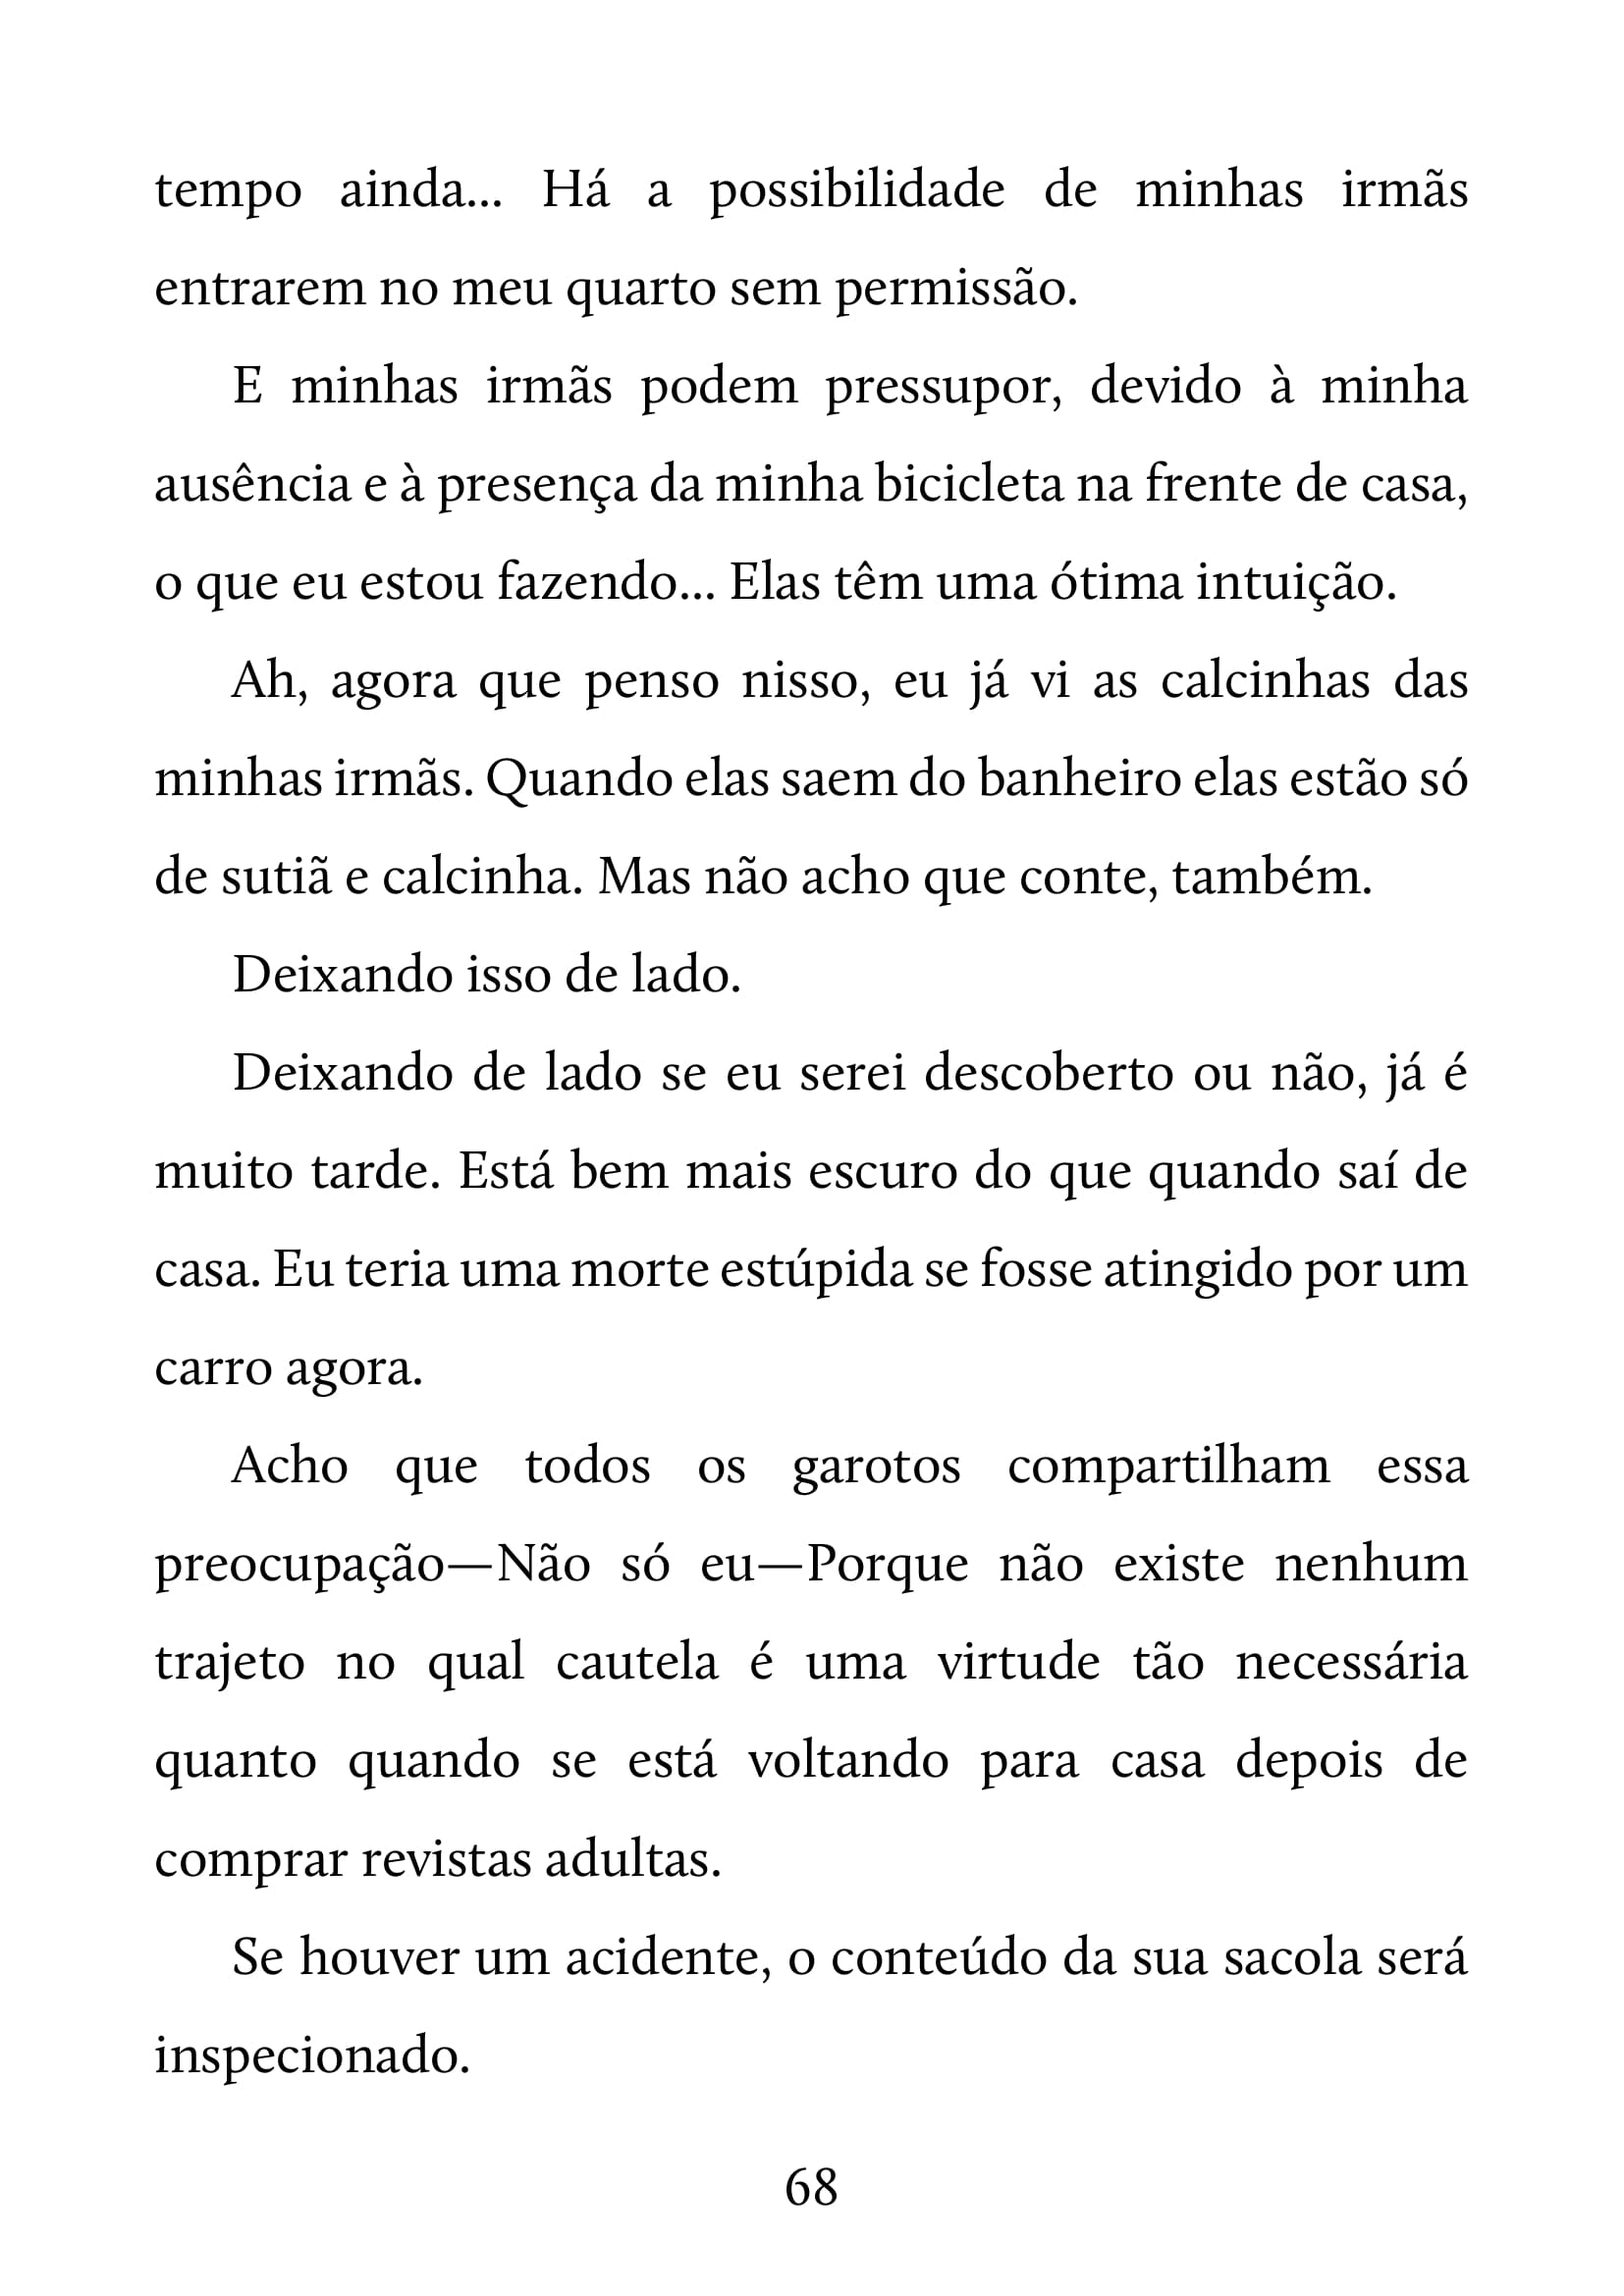 tempo ainda... Há a possibilidade de minhas irmãs
entrarem no meu quarto sem permissão.
E minhas irmãs podem pressupor, devido à minha
ausência e à presença da minha bicicleta na frente de casa,
o que eu estou fazendo... Elas têm uma ótima intuição.
Ah, agora que penso nisso, eu já vi as calcinhas das
minhas irmãs. Quando elas saem do banheiro elas estão só
de sutiã e calcinha. Mas não acho que conte, também.
Deixando isso de lado.
Deixando de lado se eu serei descoberto ou não, já é
muito tarde. Está bem mais escuro do que quando saí de
casa. Eu teria uma morte estúpida se fosse atingido por um
carro agora.
Acho que todos os garotos compartilham essa
preocupação—Não só eu—Porque não existe nenhum
trajeto no qual cautela é uma virtude tão necessária
quanto quando se está voltando para casa depois de
comprar revistas adultas.
Se houver um acidente, o conteúdo da sua sacola será
inspecionado.
68